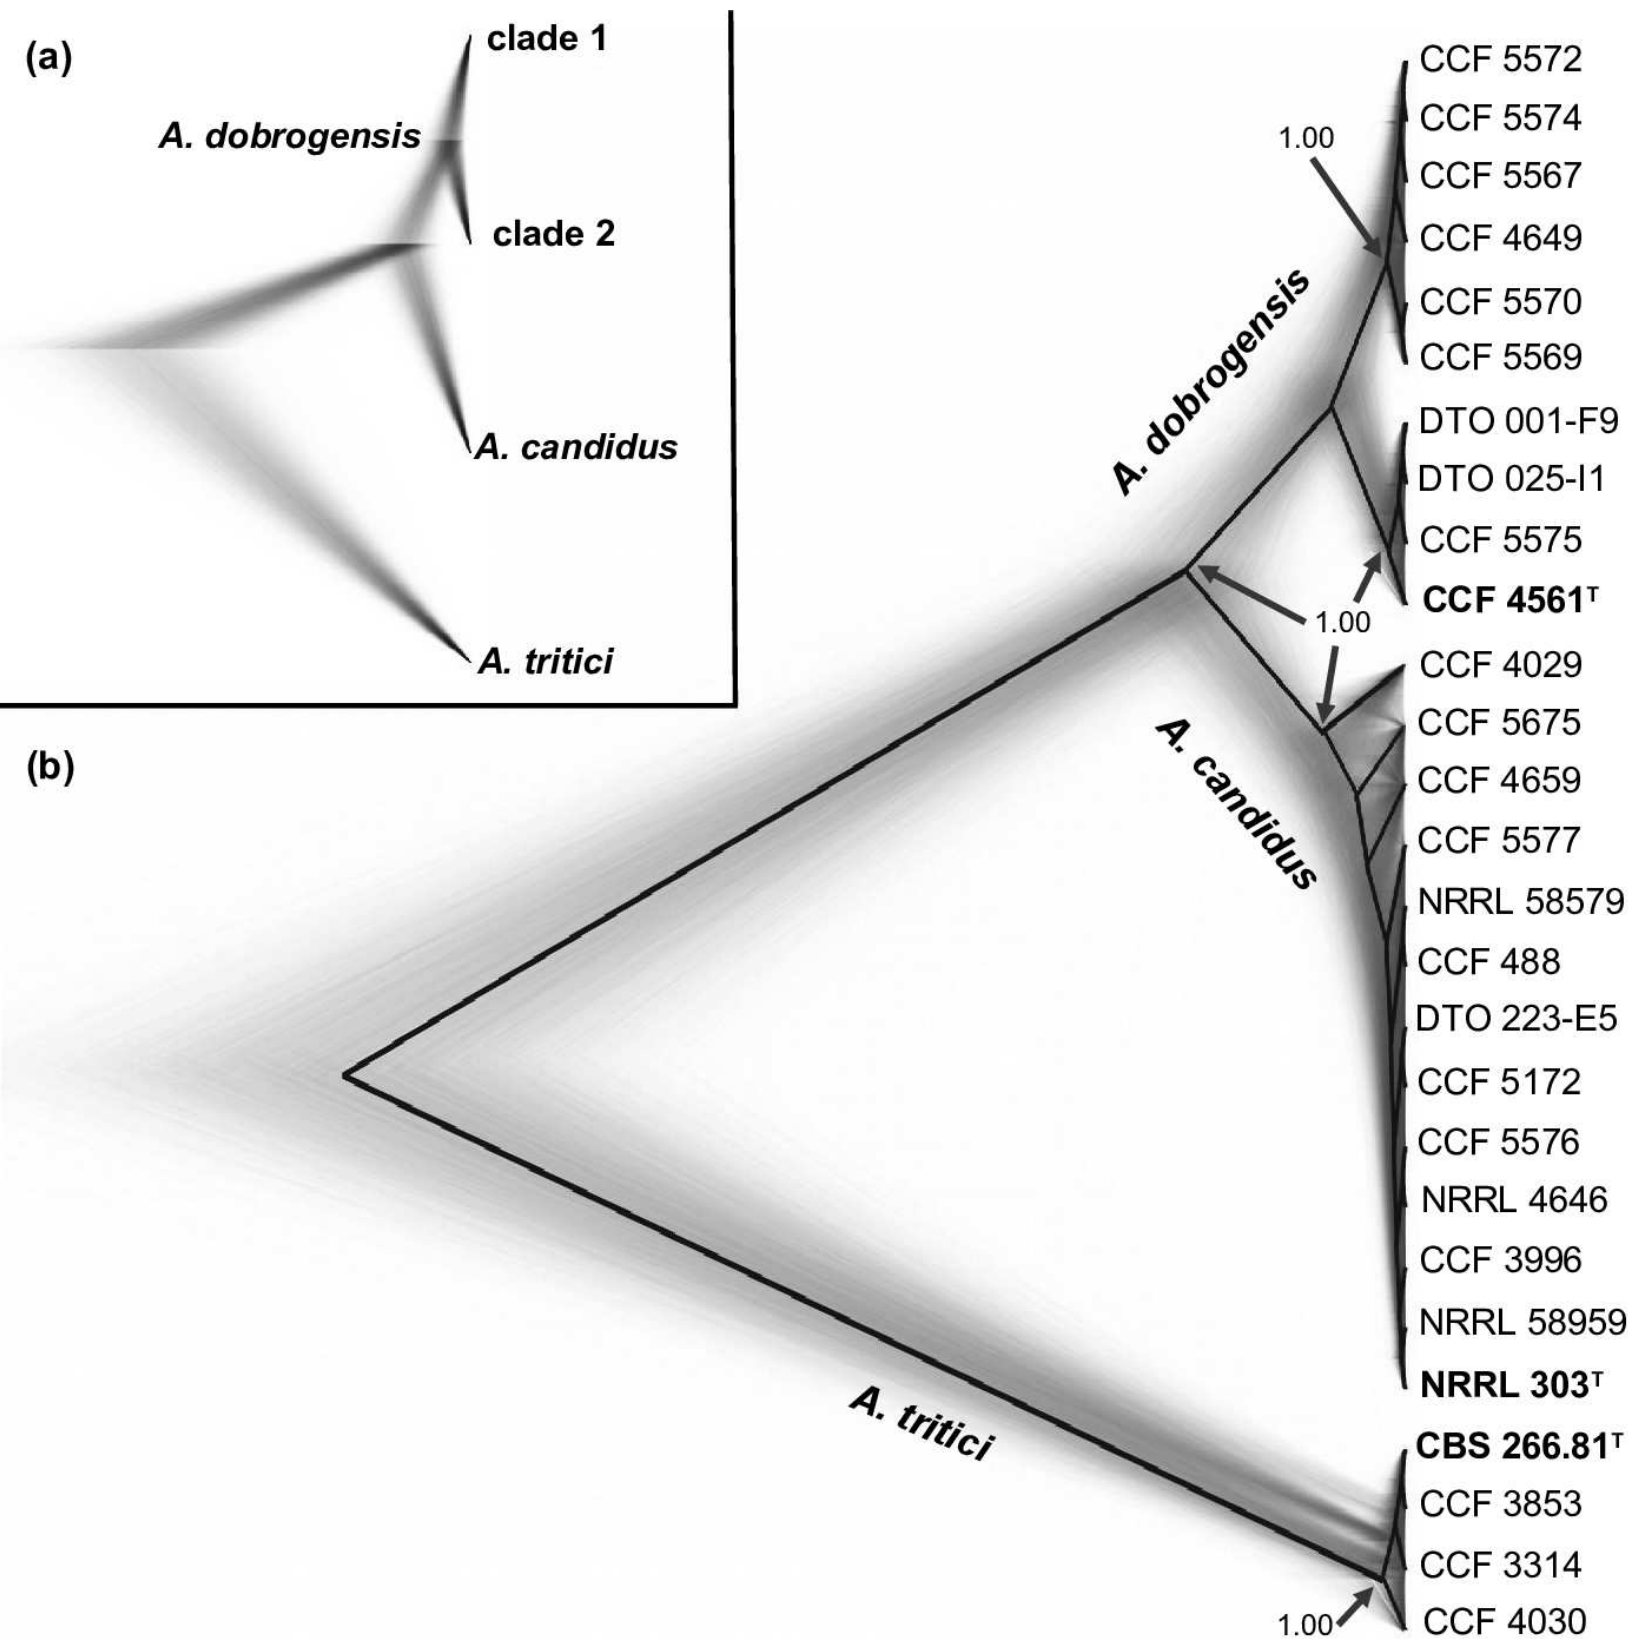 (a)
clade 1
A. dobrogensis
clade 2
A. candidus
A. tritici
(b)
A. dobrogensis
A. candidus
A. tritici
1.00
1.00
1.00
CCF 5572
CCF 5574
CCF 5567
CCF 4649
CCF 5570
CCF 5569
DTO 001-F9
DTO 025-I1
CCF 5575
CCF 4561ᵀ
CCF 4029
CCF 5675
CCF 4659
CCF 5577
NRRL 58579
CCF 488
DTO 223-E5
CCF 5172
CCF 5576
NRRL 4646
CCF 3996
NRRL 58959
NRRL 303ᵀ
CBS 266.81ᵀ
CCF 3853
CCF 3314
CCF 4030